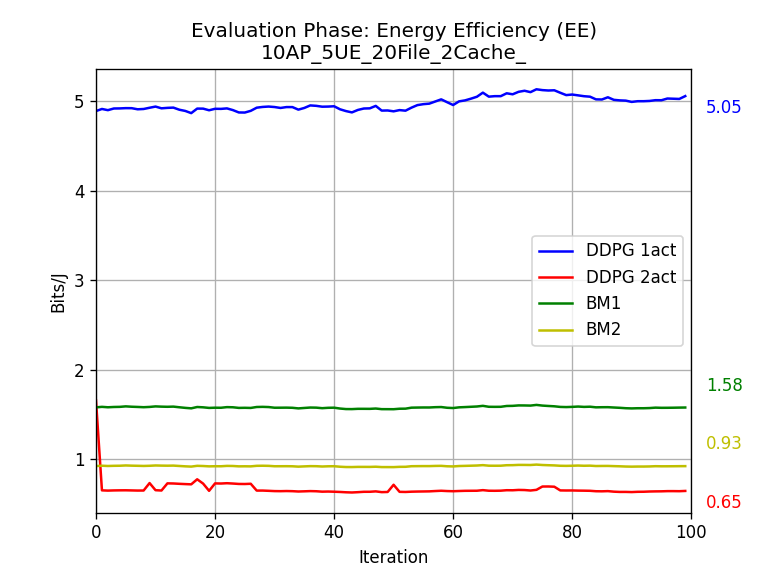 Evaluation Phase: Energy Efficiency (EE)
10AP_5UE_20File_2Cache_
5
4
3
2
1
Bits/J
DDPG 1act
DDPG 2act
BM1
BM2
5.05
1.58
0.93
0.65
0
20
40
60
80
100
Iteration